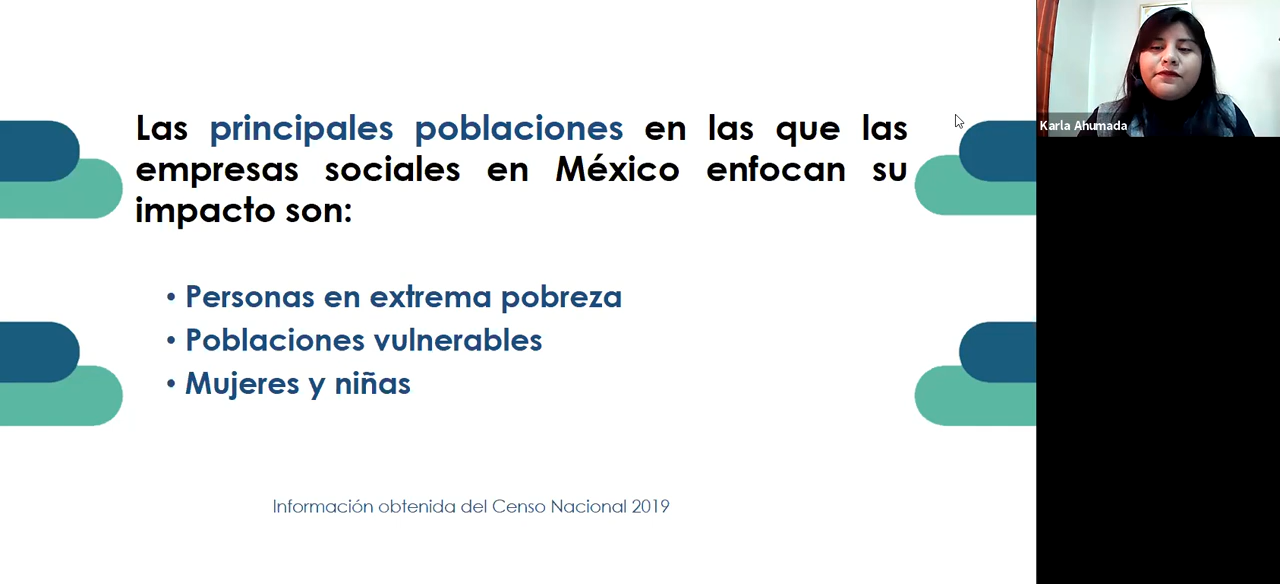 Las principales poblaciones en las que las
empresas sociales en México enfocan su
impacto son:
• Personas en extrema pobreza
• Poblaciones vulnerables
• Mujeres y niñas
Información obtenida del Censo Nacional 2019
Karla Ahumada